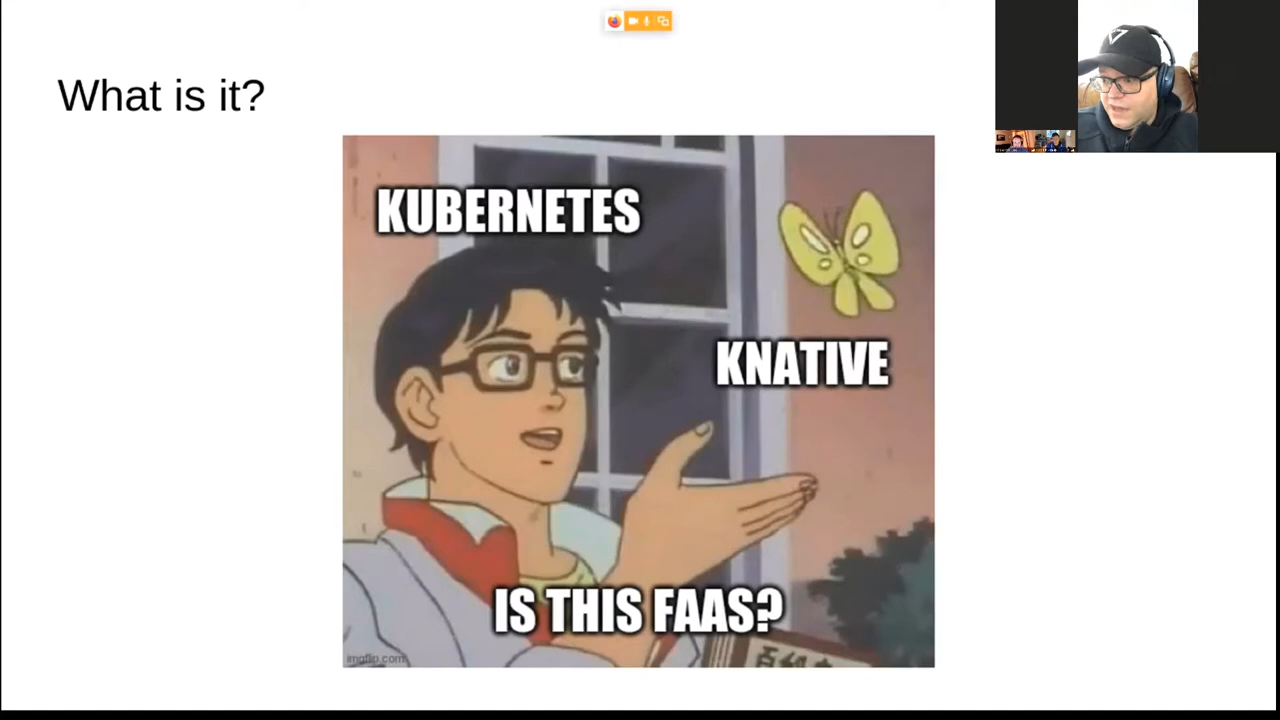 What is it?
KUBERNETES
KNATIVE
IS THIS FAAS?
imgflip.com